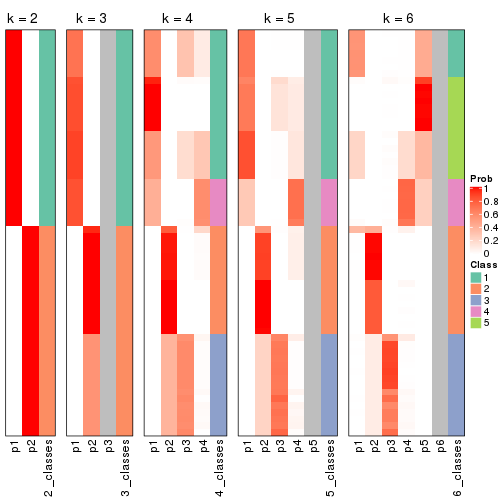 k = 2
k = 3
k = 4
k = 5
k = 6
p1
p2
2_classes
p1
p2
p3
3_classes
p1
p2
p3
p4
4_classes
p1
p2
p3
p4
p5
5_classes
p1
p2
p3
p4
p5
p6
6_classes
Prob
1
0.8
0.6
0.4
0.2
0
Class
1
2
3
4
5